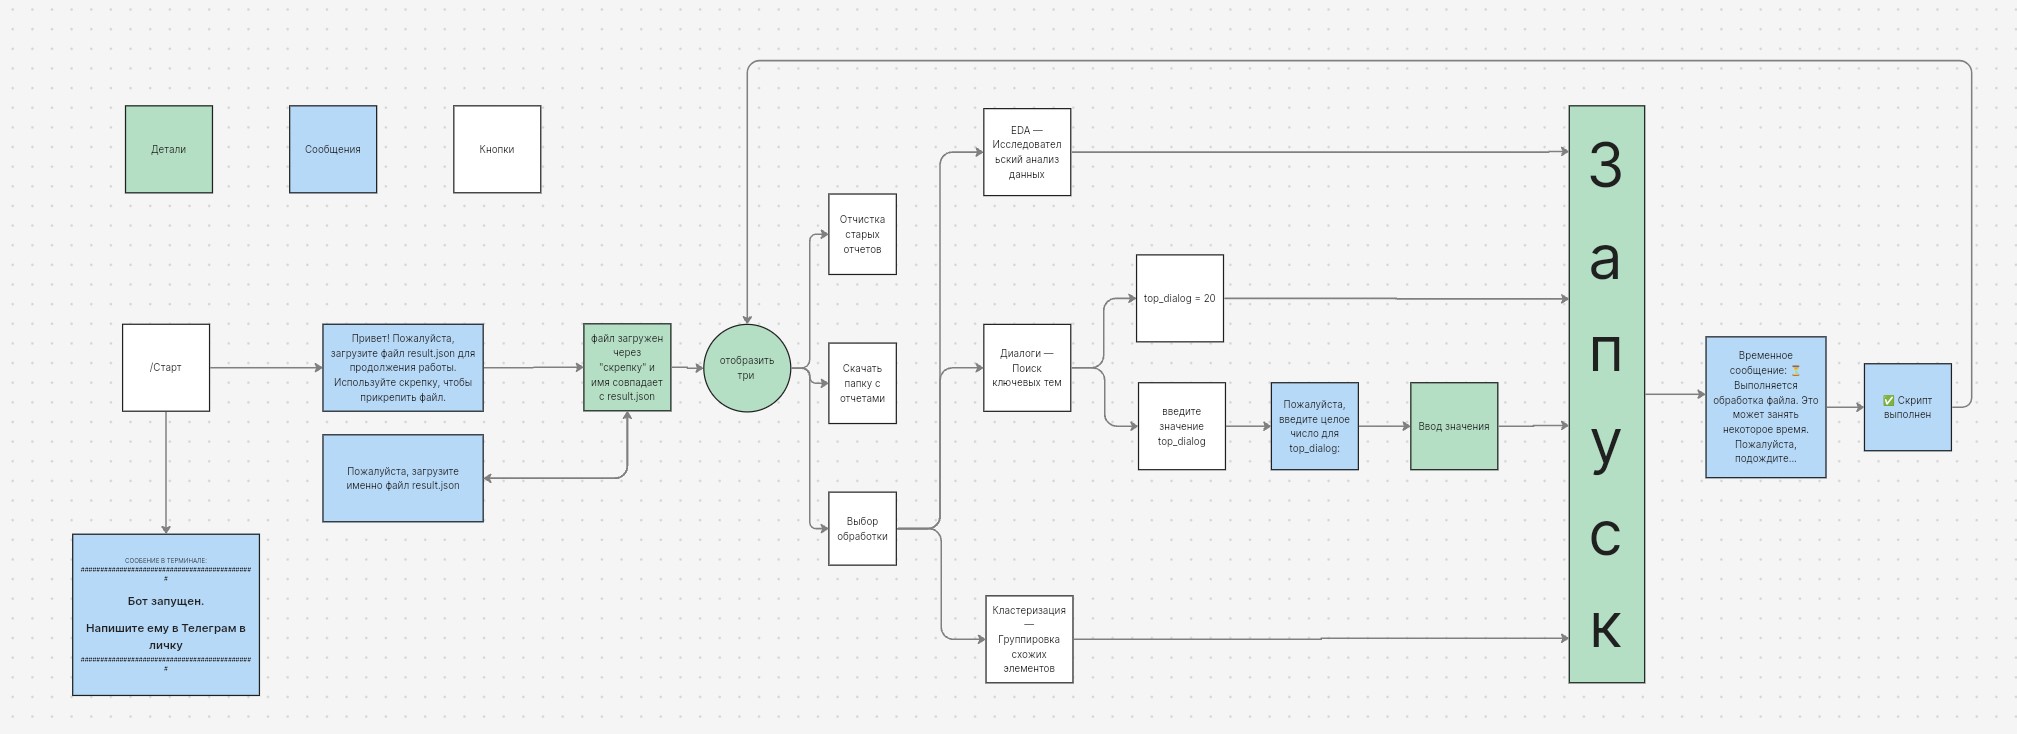 Детали
Сообщения
Кнопки
/Старт
Привет! Пожалуйста,
загрузите файл result.json для
продолжения работы.
Используйте скрепку, чтобы
прикрепить файл.
Пожалуйста, загрузите
именно файл result.json
СООБЕНИЕ В ТЕРМИНАЛЕ:
############################################
#
Бот запущен.
Напишите ему в Телеграм в
личку
############################################
#
файл загружен
через
"скрепку" и
имя совпадает
с result.json
отобразить
три
Отчистка
старых
отчетов
Скачать
папку с
отчетами
Выбор
обработки
EDA —
Исследовател
ьский анализ
данных
Диалоги —
Поиск
ключевых тем
Кластеризация
—
Группировка
схожих
элементов
top_dialog = 20
введите
значение
top_dialog
Пожалуйста,
введите целое
число для
top_dialog:
Ввод значения
З
а
п
у
с
к
Временное
сообщение: ⏳
Выполняется
обработка файла. Это
может занять
некоторое время.
Пожалуйста,
подождите...
✅ Скрипт
выполнен